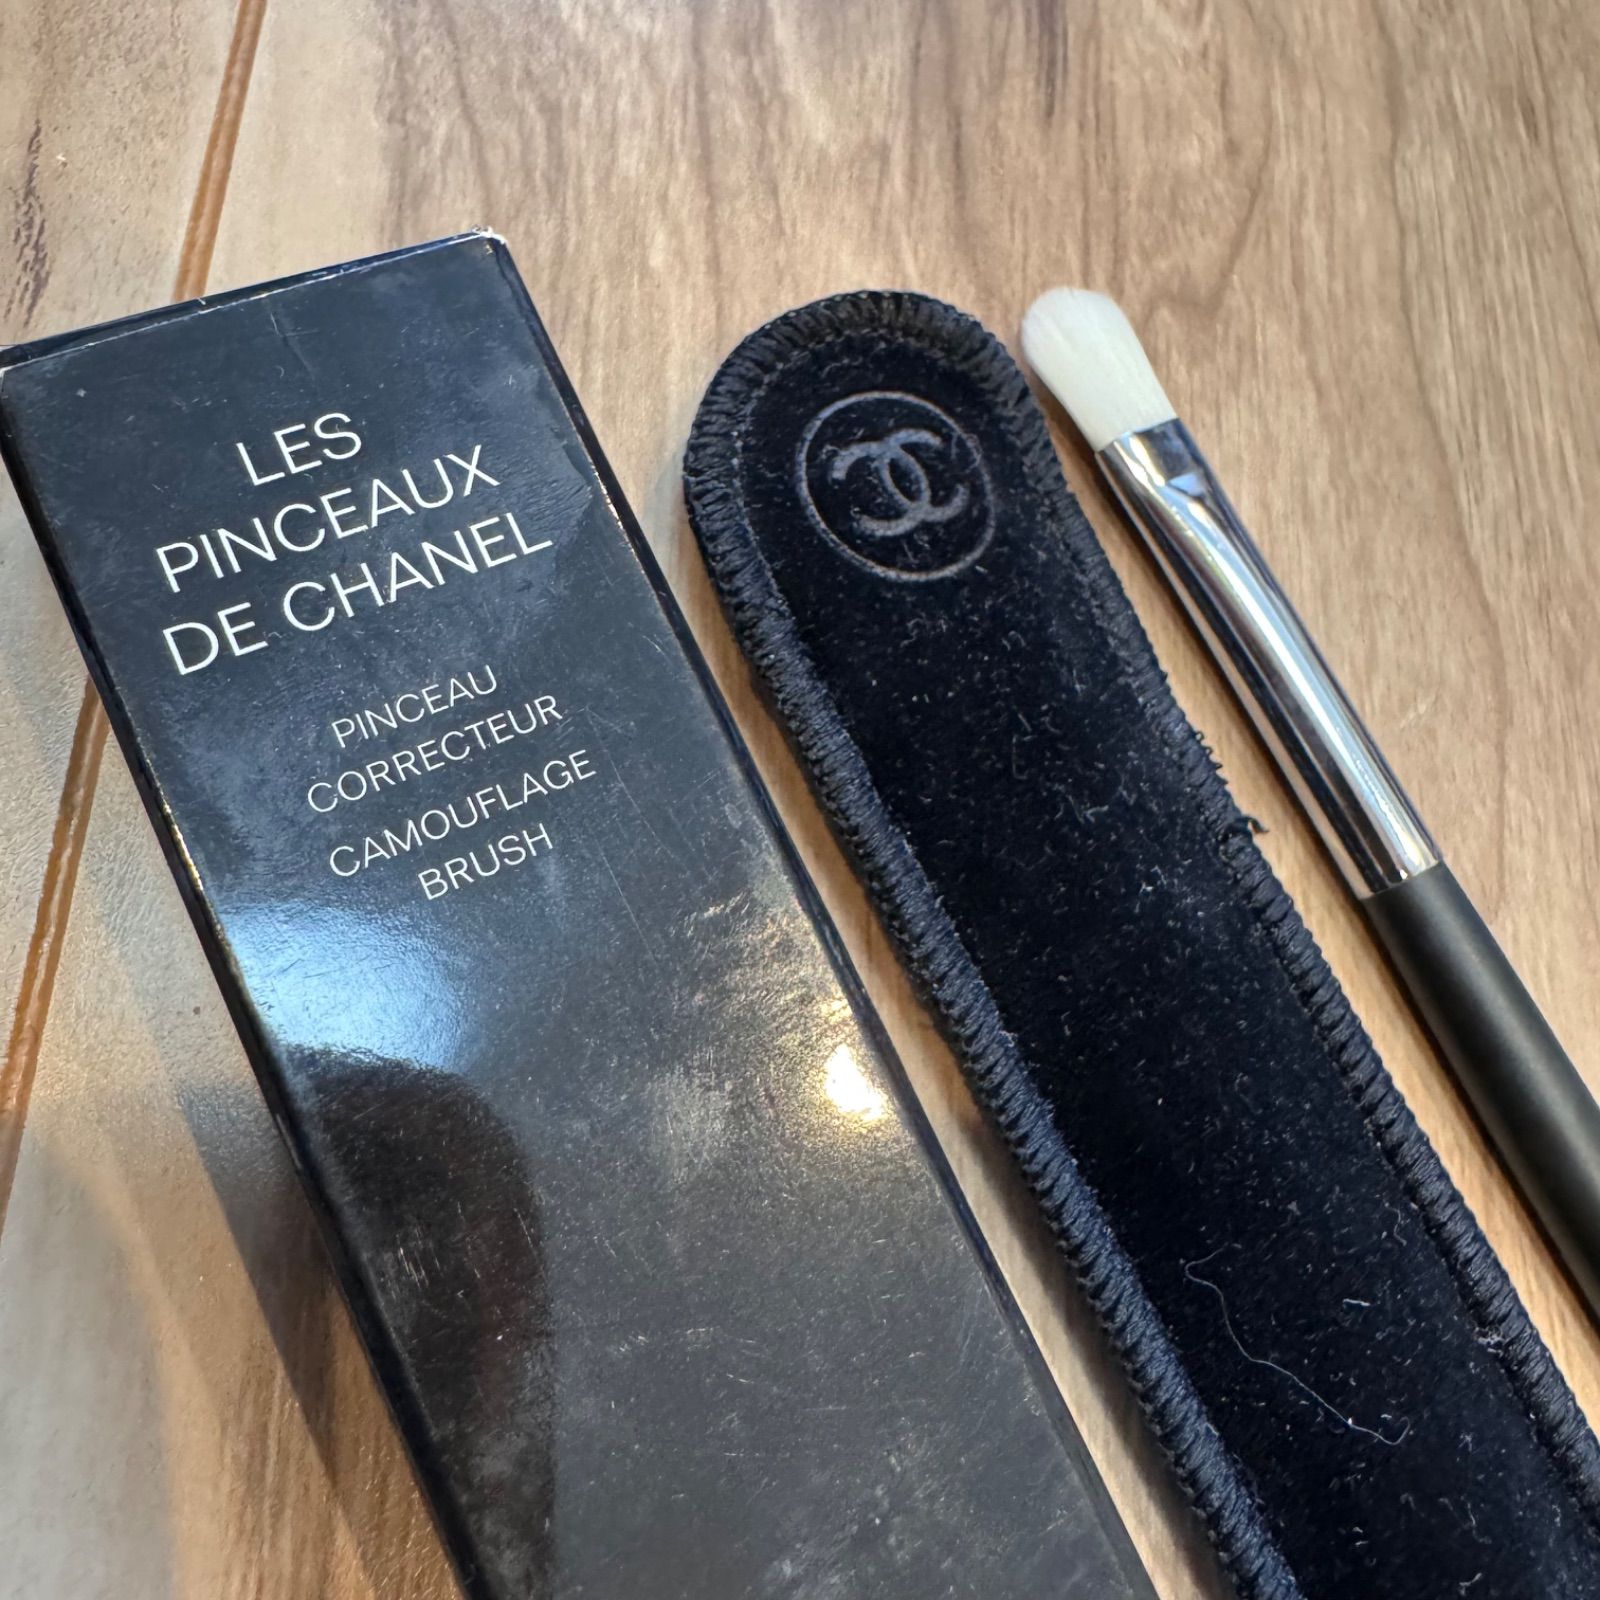 LES
PINCEAUX
DE CHANEL
PINCEAU
CORRECTEUR
CAMOUFLAGE
BRUSH